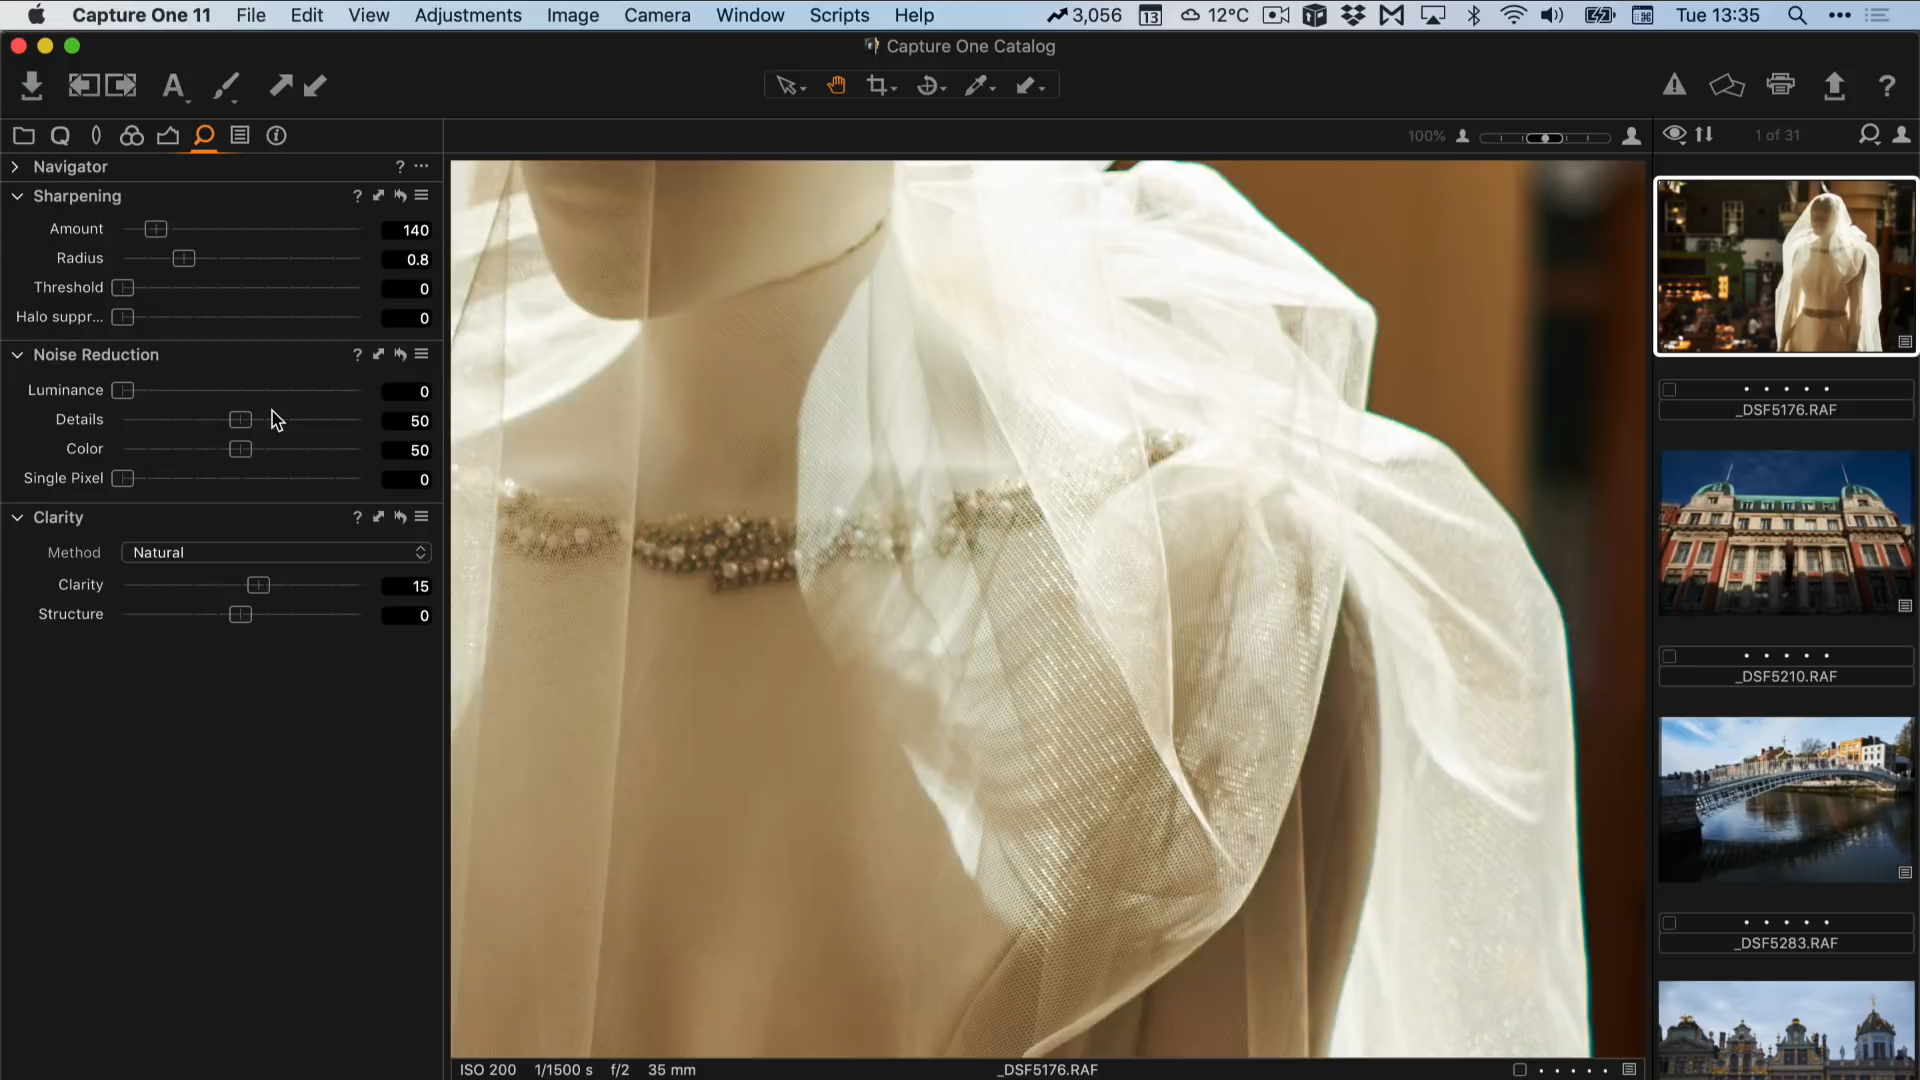 Capture One 11 File Edit View Adjustments Image Camera Window Scripts Help 3,056 13 12°C Tue 13:35
Capture One Catalog
A ?
100% 1 of 31
Navigator ?
Sharpening ?
Amount 140
Radius 0.8
Threshold 0
Halo suppr... 0
Noise Reduction ?
Luminance 0
Details 50
Color 50
Single Pixel 0
Clarity ?
Method Natural
Clarity 15
Structure 0
_DSF5176.RAF
_DSF5210.RAF
_DSF5283.RAF
ISO 200 1/1500 s f/2 35 mm _DSF5176.RAF